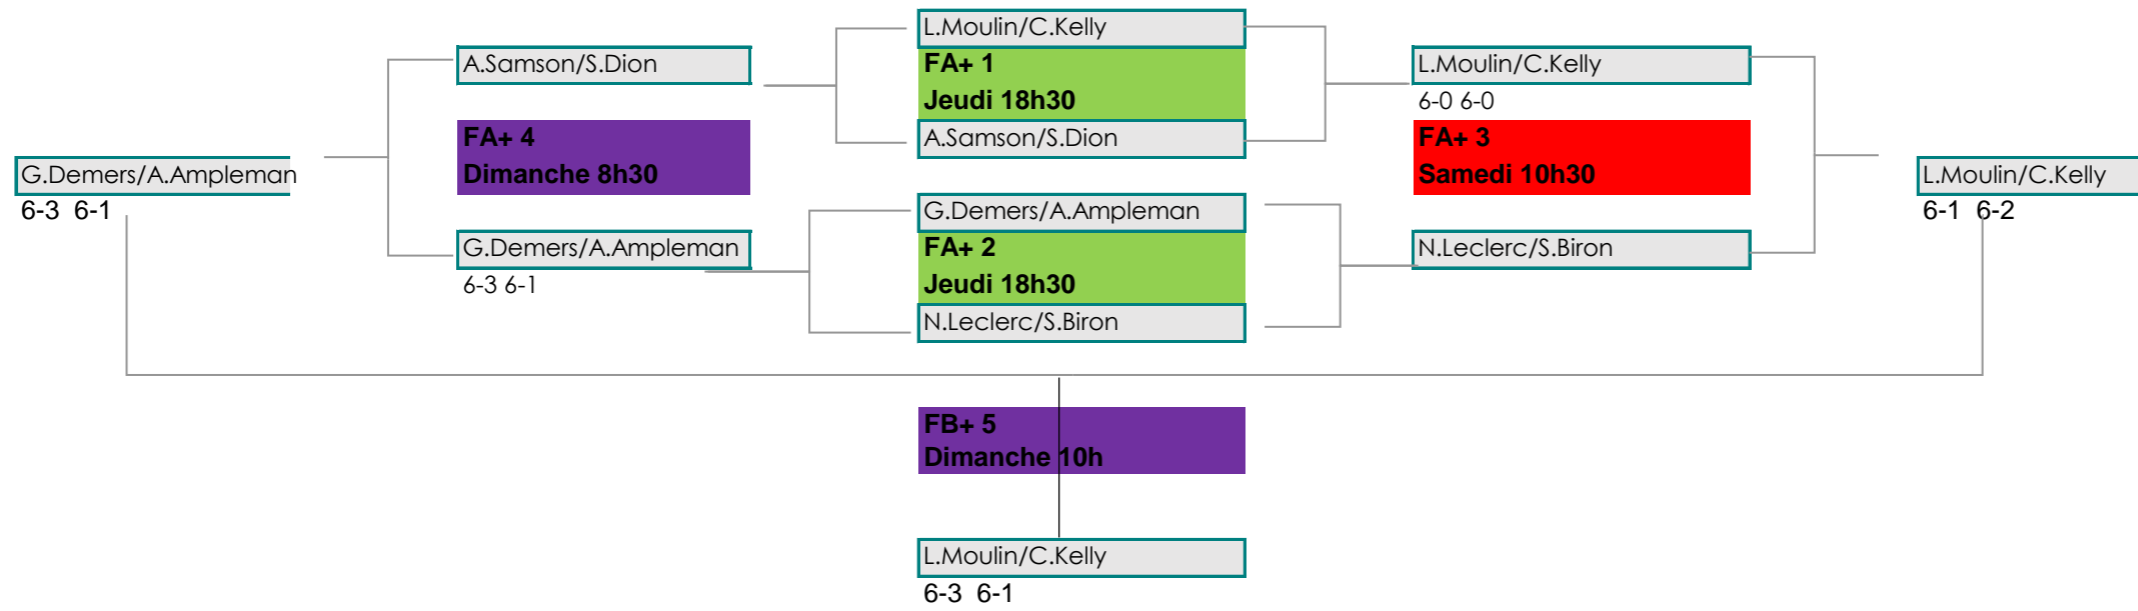 L.Moulin/C.Kelly
A.Samson/S.Dion
FA+ 1
L.Moulin/C.Kelly
Jeudi 18h30
6-0 6-0
FA+ 4
A.Samson/S.Dion
FA+ 3
Dimanche 8h30
Samedi 10h30
G.Demers/A.Ampleman
L.Moulin/C.Kelly
6-3 6-1
G.Demers/A.Ampleman
6-1 6-2
G.Demers/A.Ampleman
FA+ 2
N.Leclerc/S.Biron
6-3 6-1
Jeudi 18h30
N.Leclerc/S.Biron
FB+ 5
Dimanche 10h
L.Moulin/C.Kelly
6-3 6-1